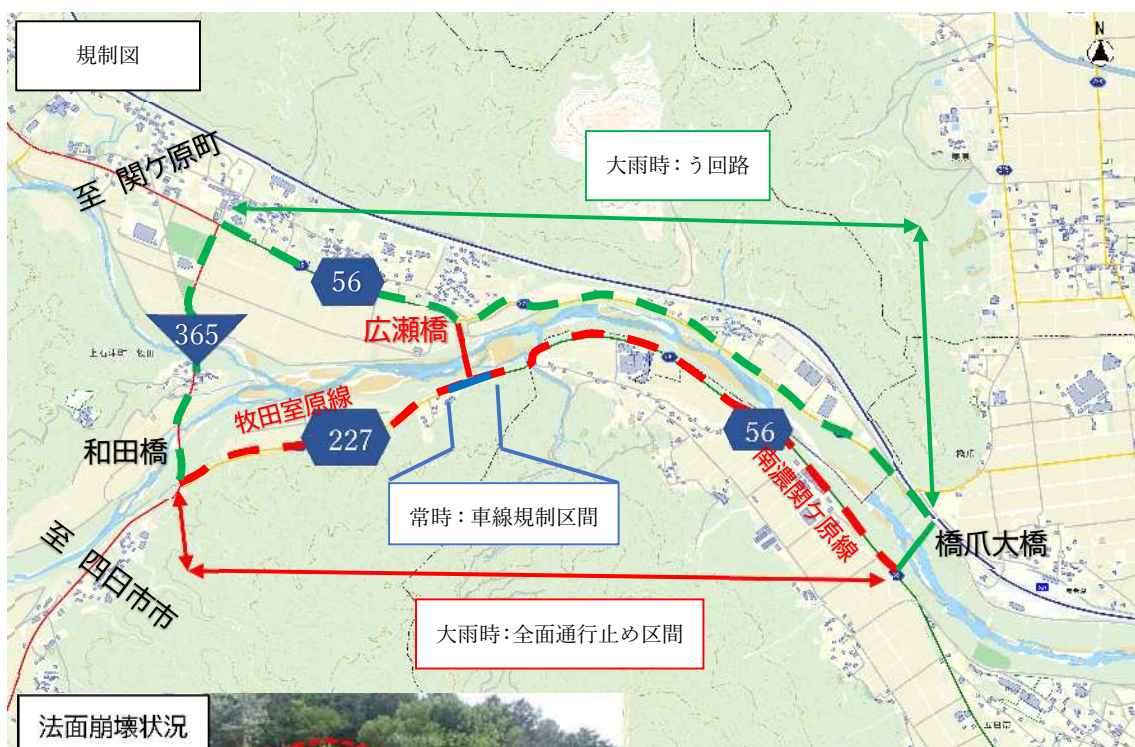 規制図
N
至 関ケ原町
大雨時：う回路
56
365
広瀬橋
牧田室原線
227
和田橋
56
南濃関ケ原線
常時：車線規制区間
橋爪大橋
至 四日市市
大雨時：全面通行止め区間
法面崩壊状況